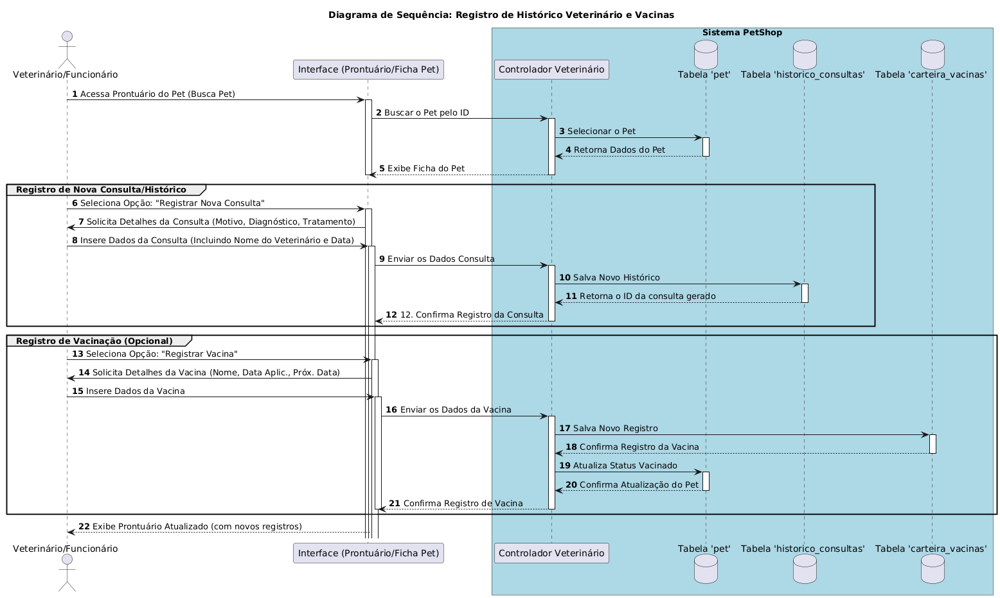 Diagrama de Sequência: Registro de Histórico Veterinário e Vacinas
Sistema PetShop
Veterinário/Funcionário
Interface (Prontuário/Ficha Pet)
Controlador Veterinário
Tabela 'pet'
Tabela 'historico_consultas'
Tabela 'carteira_vacinas'
1 Acessa Prontuário do Pet (Busca Pet)
2 Buscar o Pet pelo ID
3 Selecionar o Pet
4 Retorna Dados do Pet
5 Exibe Ficha do Pet
Registro de Nova Consulta/Histórico
6 Seleciona Opção: "Registrar Nova Consulta"
7 Solicita Detalhes da Consulta (Motivo, Diagnóstico, Tratamento)
8 Insere Dados da Consulta (Incluindo Nome do Veterinário e Data)
9 Enviar os Dados Consulta
10 Salva Novo Histórico
11 Retorna o ID da consulta gerado
12 12. Confirma Registro da Consulta
Registro de Vacinação (Opcional)
13 Seleciona Opção: "Registrar Vacina"
14 Solicita Detalhes da Vacina (Nome, Data Aplic., Próx. Data)
15 Insere Dados da Vacina
16 Enviar os Dados da Vacina
17 Salva Novo Registro
18 Confirma Registro da Vacina
19 Atualiza Status Vacinado
20 Confirma Atualização do Pet
21 Confirma Registro de Vacina
22 Exibe Prontuário Atualizado (com novos registros)
Veterinário/Funcionário
Interface (Prontuário/Ficha Pet)
Controlador Veterinário
Tabela 'pet'
Tabela 'historico_consultas'
Tabela 'carteira_vacinas'